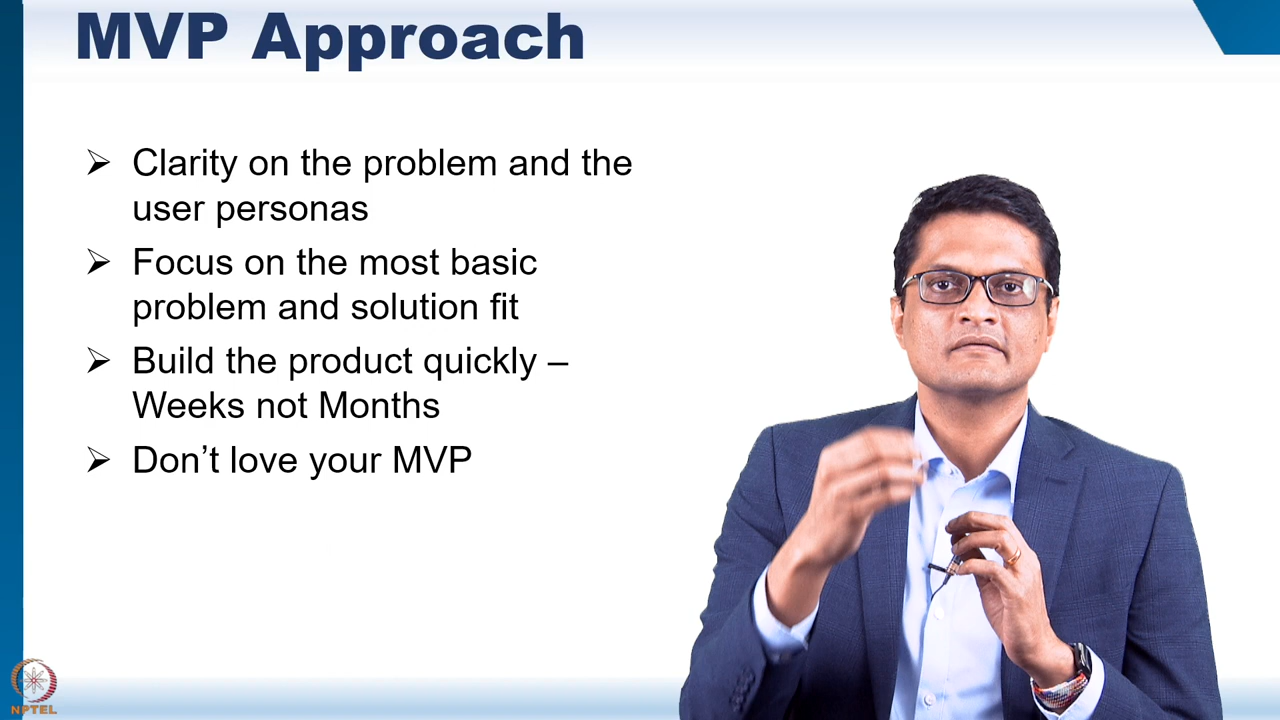 MVP Approach
➢ Clarity on the problem and the
user personas
➢ Focus on the most basic
problem and solution fit
➢ Build the product quickly –
Weeks not Months
➢ Don’t love your MVP
NPTEL